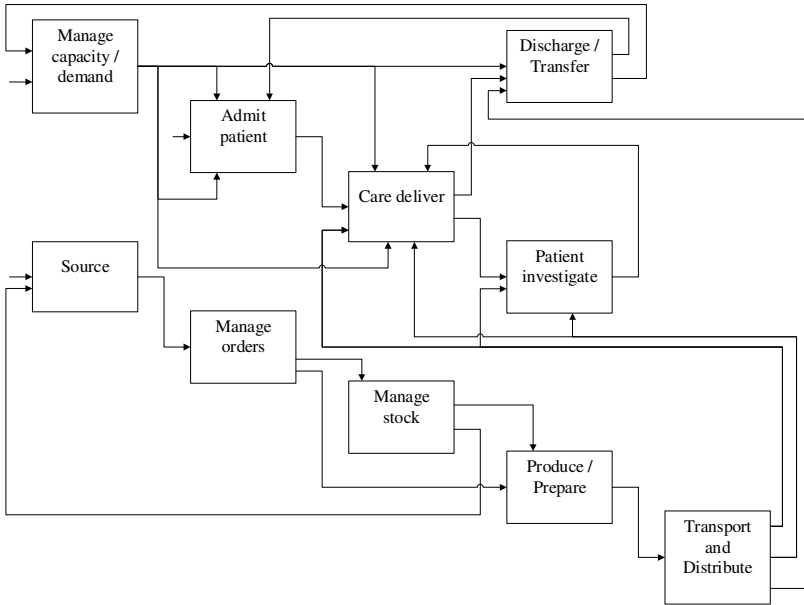 Manage
capacity /
demand
Discharge /
Transfer
Admit
patient
Care deliver
Source
Patient
investigate
Manage
orders
Manage
stock
Produce /
Prepare
Transport
and
Distribute